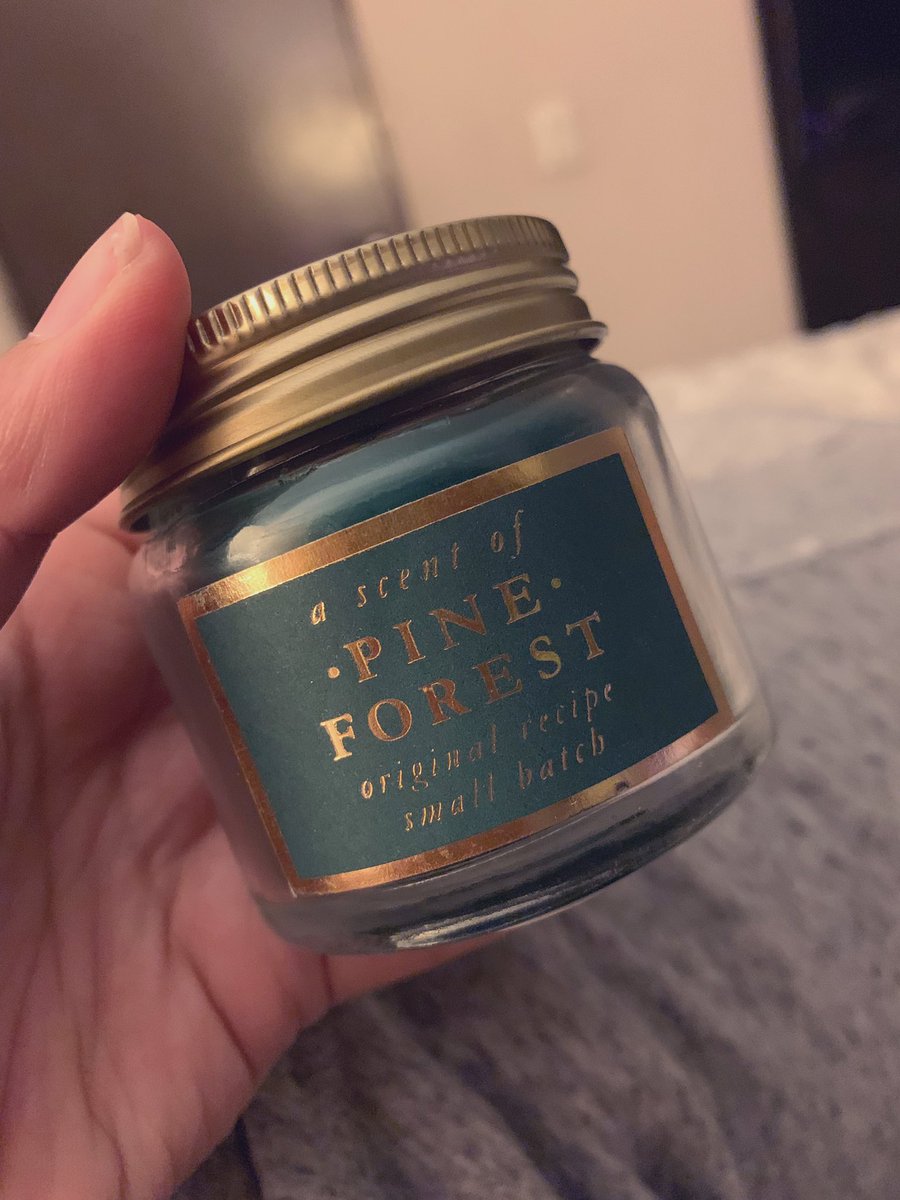 a scent of
·PINE·
FOREST
original recipe
small batch